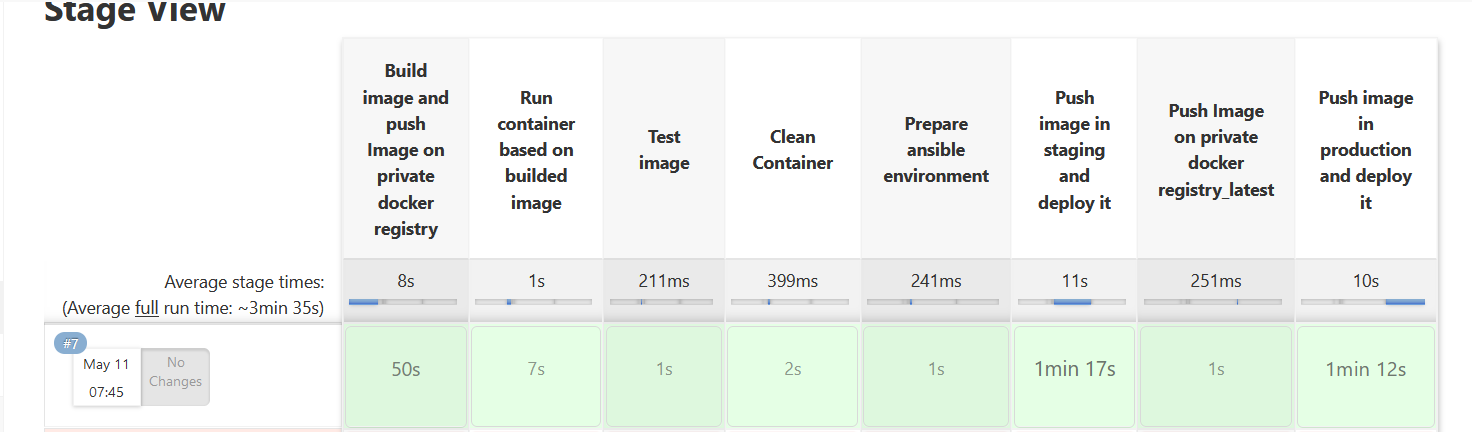 Stage View
Build
image and
push
Image on
private
docker
registry
Run
container
based on
builded
image
Test
image
Clean
Container
Prepare
ansible
environment
Push
image in
staging
and
deploy it
Push Image
on private
docker
registry_latest
Push image
in
production
and deploy
it
Average stage times:
(Average full run time: ~3min 35s)
8s
1s
211ms
399ms
241ms
11s
251ms
10s
#7
May 11
07:45
No
Changes
50s
7s
1s
2s
1s
1min 17s
1s
1min 12s